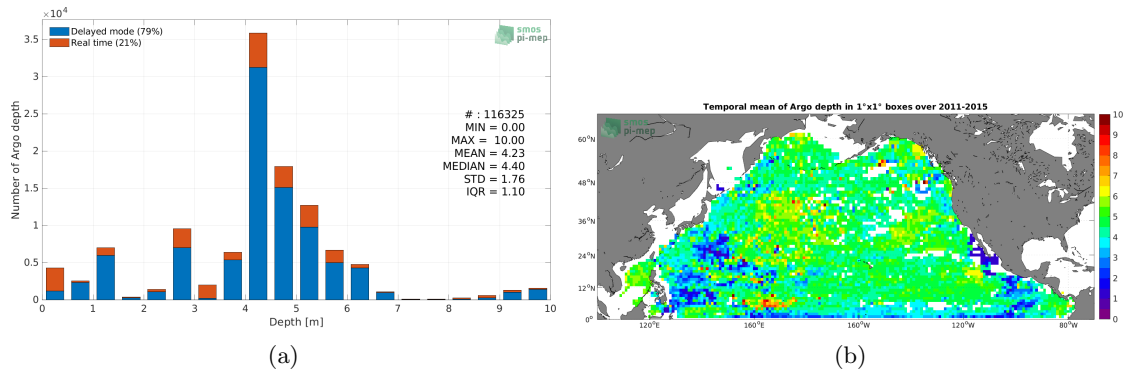 ×10⁴
Delayed mode (79%)
Real time (21%)
smos
pi-mep
3.5
3
2.5
2
1.5
1
0.5
0
Number of Argo depth
# : 116325
MIN = 0.00
MAX = 10.00
MEAN = 4.23
MEDIAN = 4.40
STD = 1.76
IQR = 1.10
0 1 2 3 4 5 6 7 8 9 10
Depth [m]
(a)
Temporal mean of Argo depth in 1°x1° boxes over 2011-2015
smos
pi-mep
60°N
48°N
36°N
24°N
12°N
0°
120°E 160°E 160°W 120°W 80°W
10
9
8
7
6
5
4
3
2
1
0
(b)